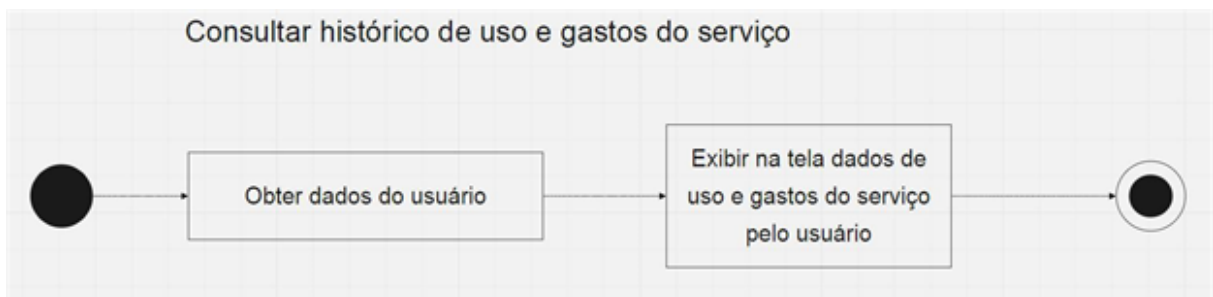 Consultar histórico de uso e gastos do serviço
Obter dados do usuário
Exibir na tela dados de
uso e gastos do serviço
pelo usuário